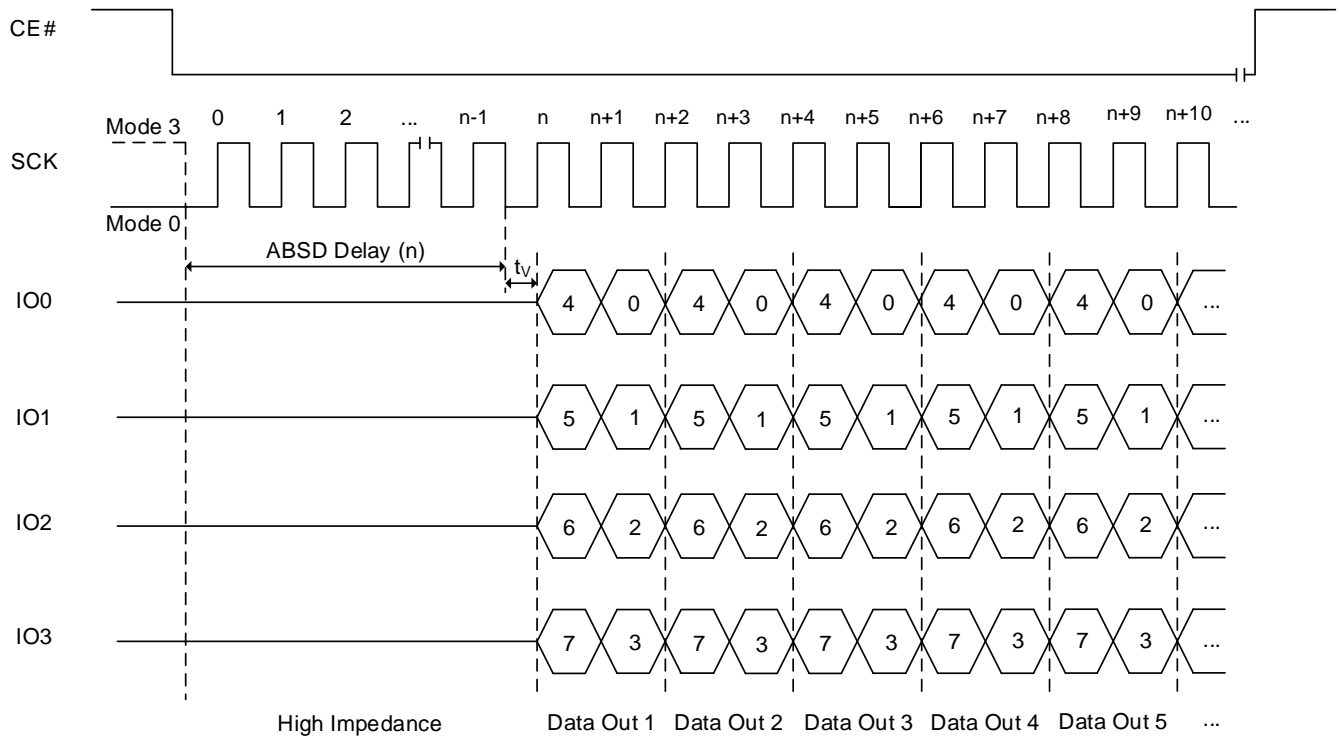 CE#
0 1 2 ... n-1 n n+1 n+2 n+3 n+4 n+5 n+6 n+7 n+8 n+9 n+10 ...
Mode 3
SCK
Mode 0
ABSD Delay (n)
tV
IO0 4 0 4 0 4 0 4 0 4 0 ...
IO1 5 1 5 1 5 1 5 1 5 1 ...
IO2 6 2 6 2 6 2 6 2 6 2 ...
IO3 7 3 7 3 7 3 7 3 7 3 ...
High Impedance Data Out 1 Data Out 2 Data Out 3 Data Out 4 Data Out 5 ...